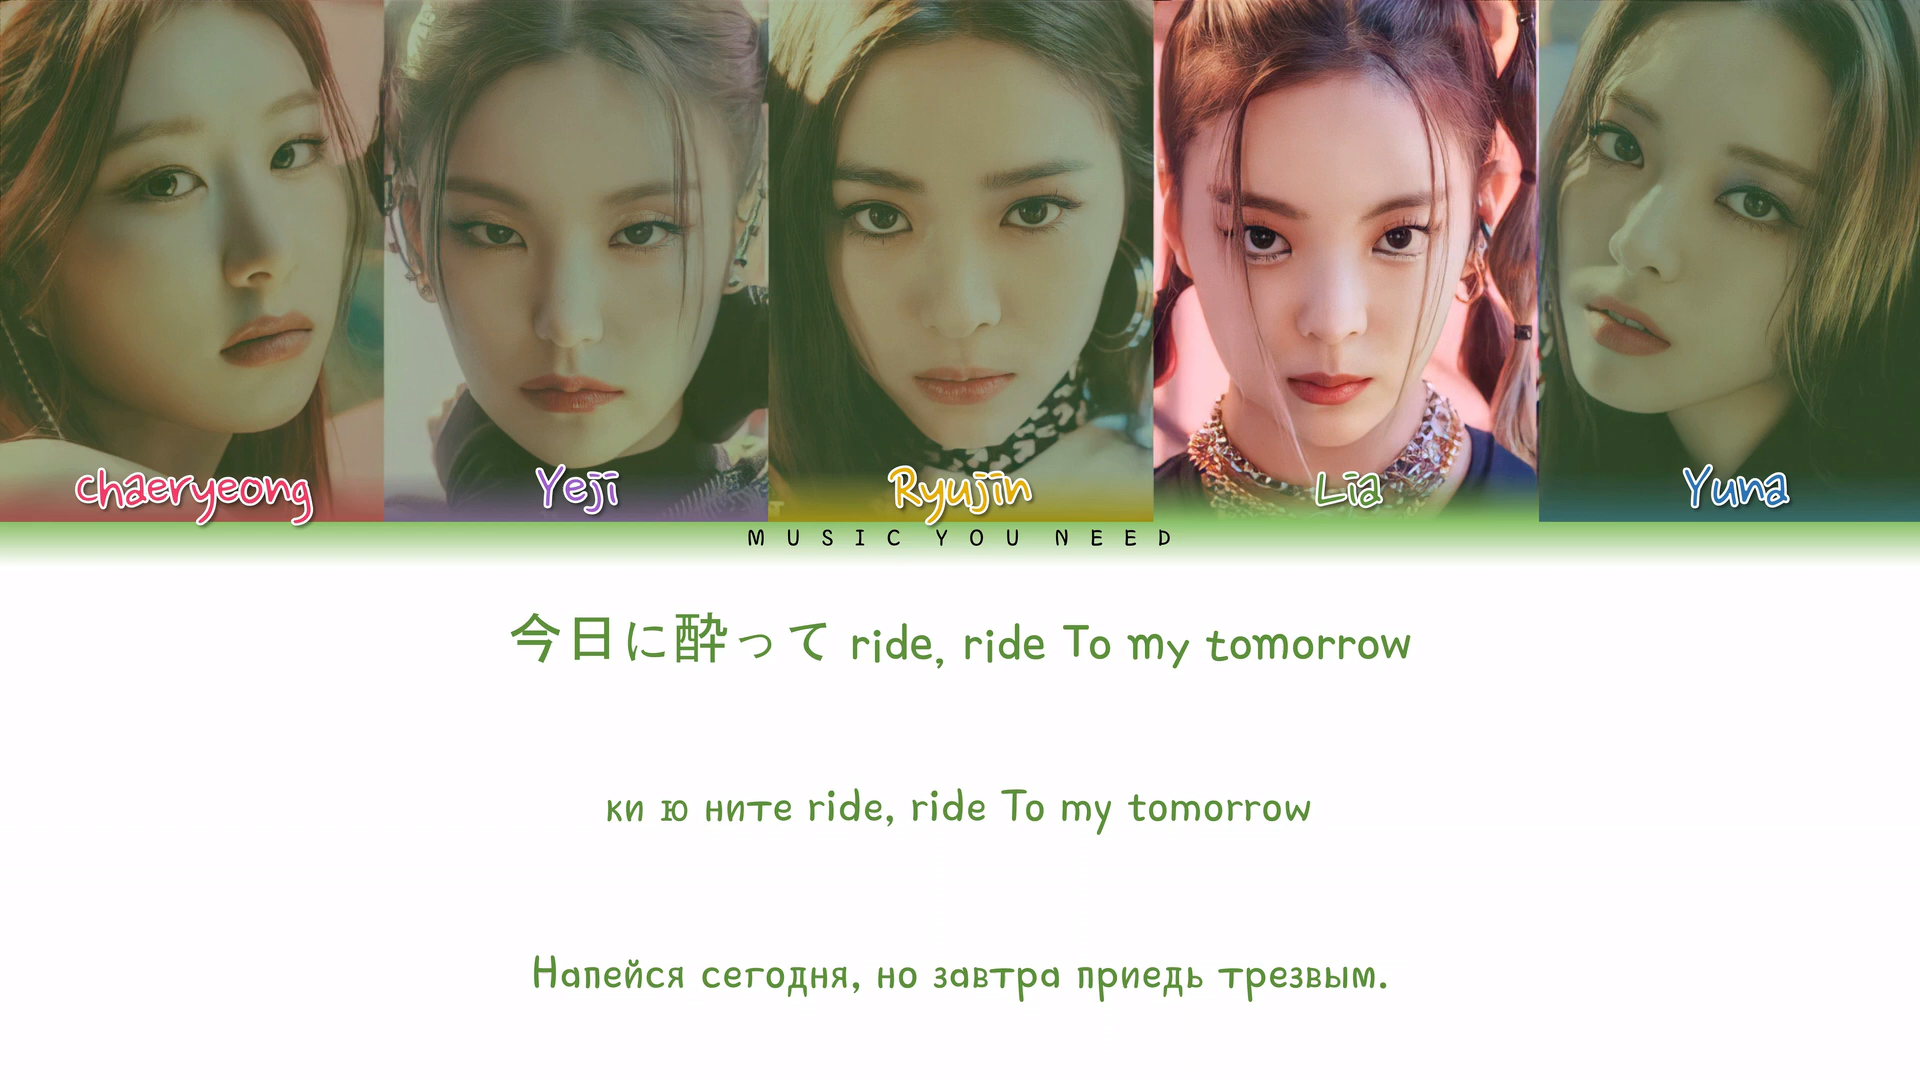 chaeryeong Yeji Ryujin Lia Yuna
MUSIC YOU NEED
今日に酔って ride, ride To my tomorrow
ки ю ните ride, ride To my tomorrow
Напейся сегодня, но завтра приедь трезвым.